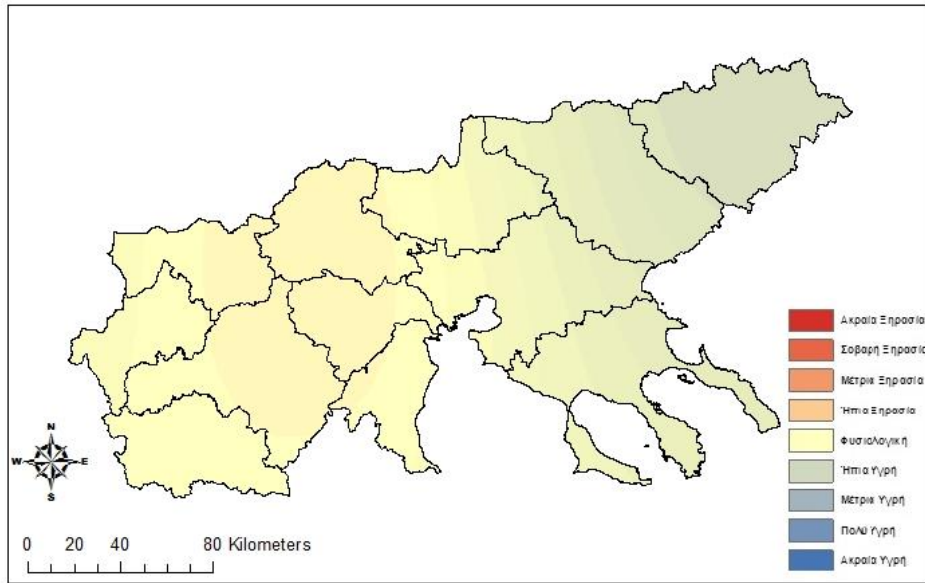 Ακραία Ξηρασία
Σοβαρή Ξηρασία
Μέτρια Ξηρασία
Ήπια Ξηρασία
Φυσιολογική
Ήπια Υγρή
Μέτρια Υγρή
Πολύ Υγρή
Ακραία Υγρή
N
W E
S
0 20 40 80 Kilometers